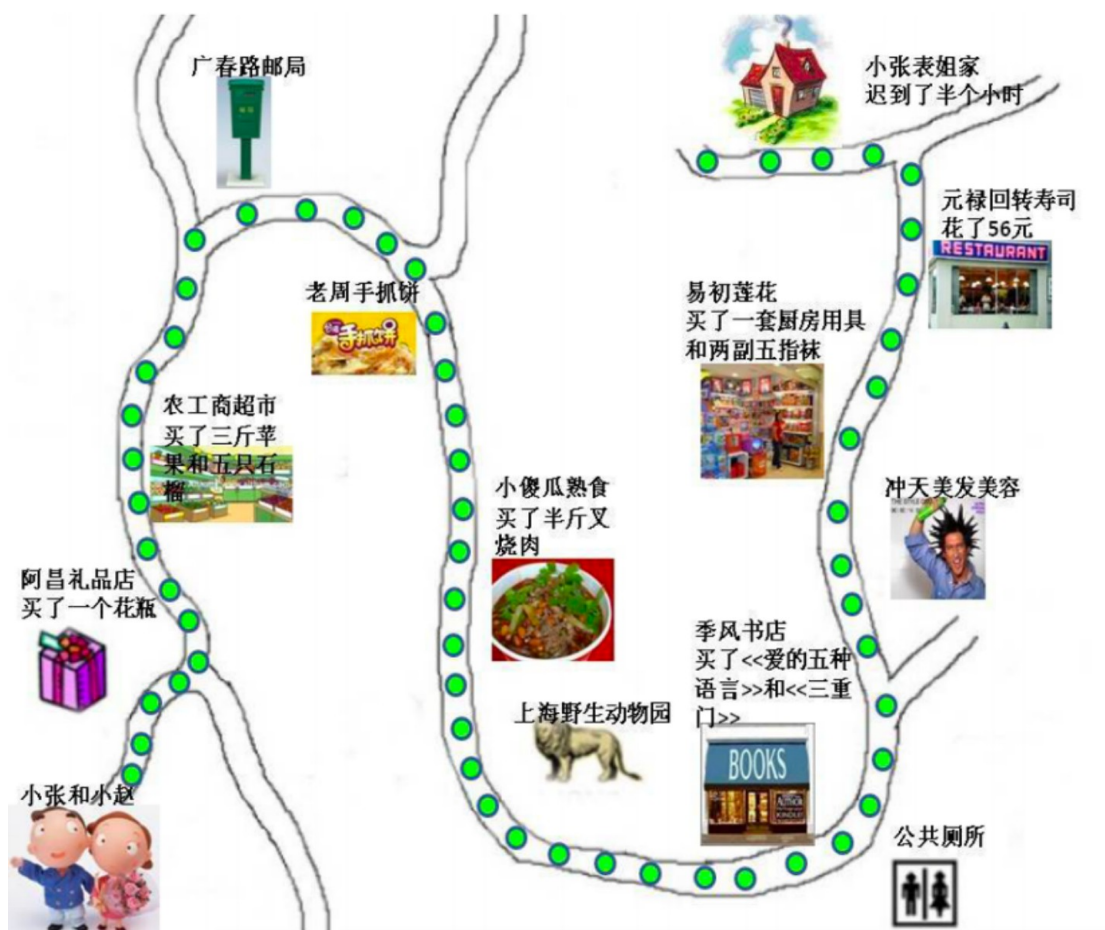 广春路邮局
小张表姐家
迟到了半个小时
元禄回转寿司
花了56元
RESTAURANT
老周手抓饼
手抓饼
易初莲花
买了一套厨房用具
和两副五指袜
农工商超市
买了三斤苹
果和五只石
榴
小傻瓜熟食
买了半斤叉
烧肉
冲天美发美容
阿昌礼品店
买了一个花瓶
季风书店
买了<<爱的五种
语言>>和<<三重
门>>
BOOKS
AUTHOR
上海野生动物园
小张和小赵
公共厕所